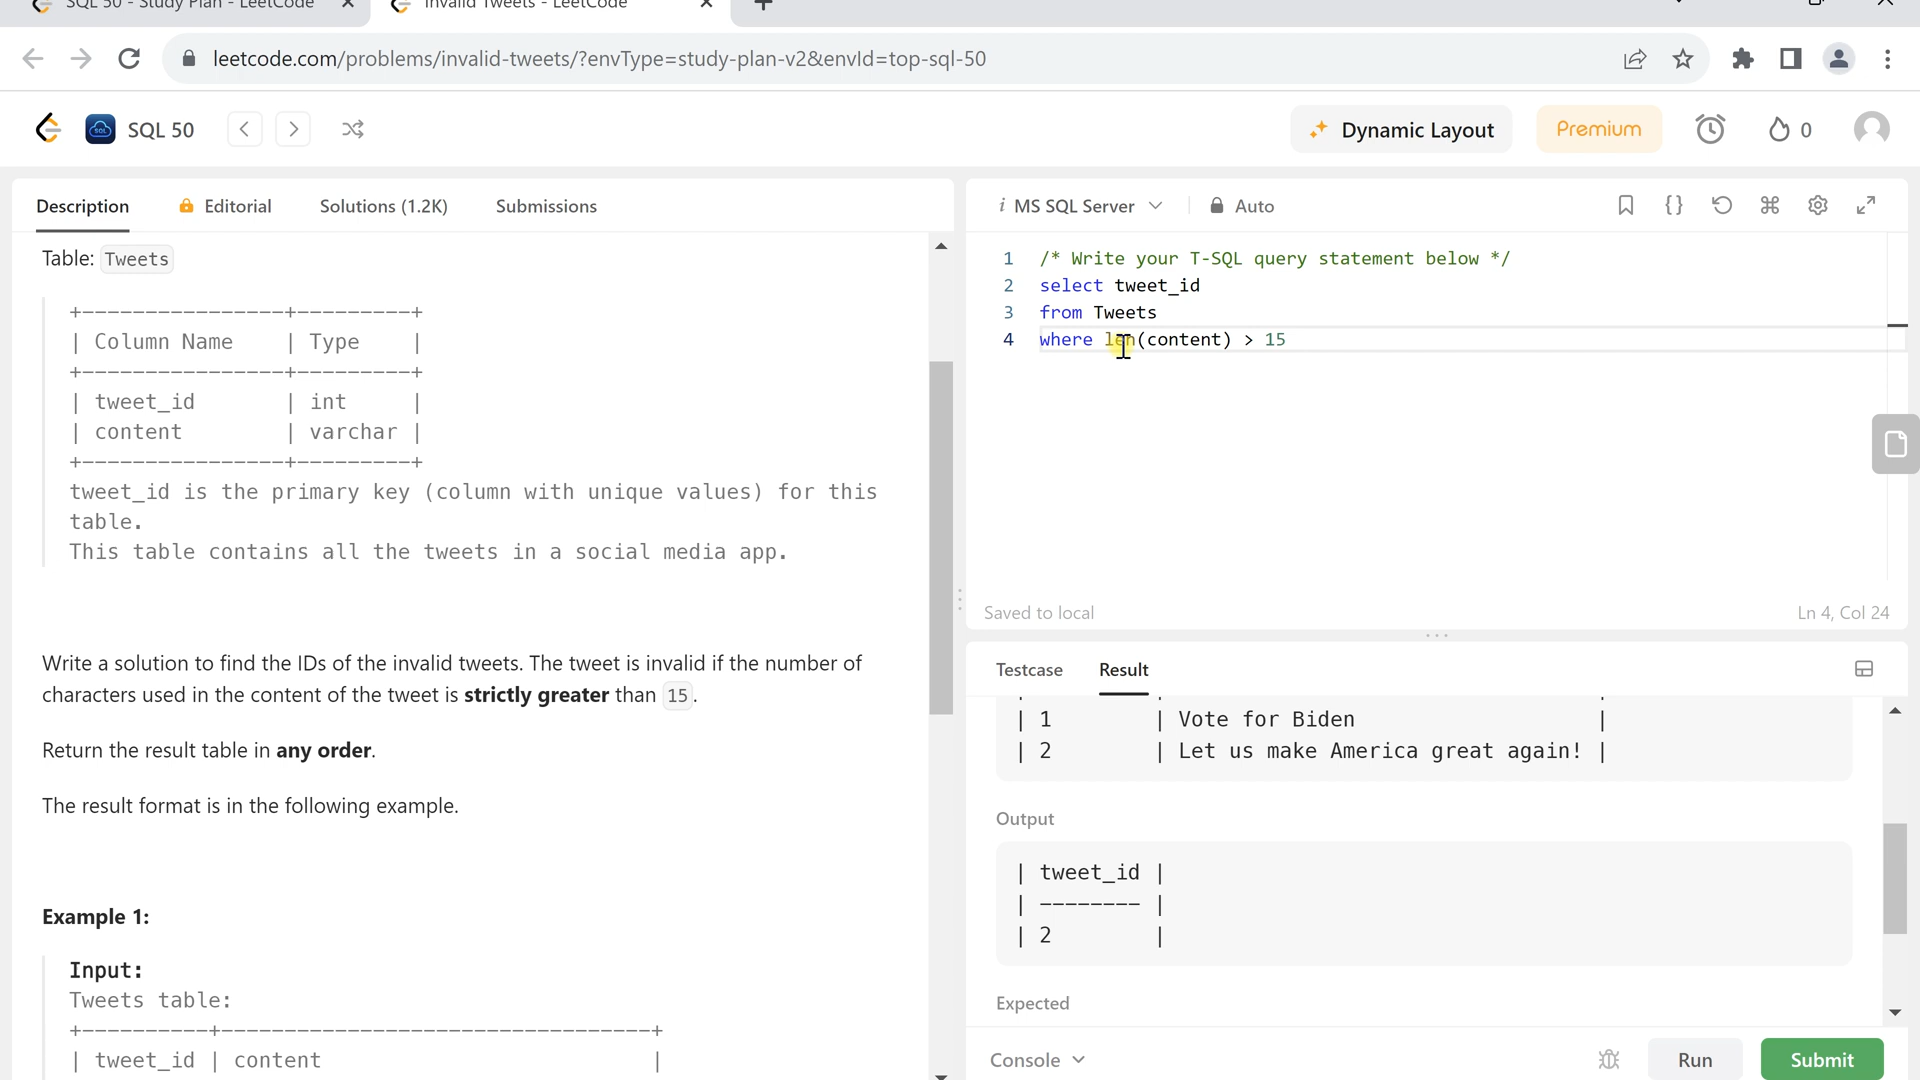 SQL 50 - Study Plan - LeetCode
Invalid Tweets - LeetCode
leetcode.com/problems/invalid-tweets/?envType=study-plan-v2&envId=top-sql-50
SQL 50
Dynamic Layout
Premium
0
Description
Editorial
Solutions (1.2K)
Submissions
Table: Tweets
+----------------+---------+
| Column Name | Type |
+----------------+---------+
| tweet_id | int |
| content | varchar |
+----------------+---------+
tweet_id is the primary key (column with unique values) for this
table.
This table contains all the tweets in a social media app.
Write a solution to find the IDs of the invalid tweets. The tweet is invalid if the number of
characters used in the content of the tweet is strictly greater than 15.
Return the result table in any order.
The result format is in the following example.
Example 1:
Input:
Tweets table:
+----------+----------------------------------+
| tweet_id | content |
i MS SQL Server
Auto
1 /* Write your T-SQL query statement below */
2 select tweet_id
3 from Tweets
4 where len(content) > 15
Saved to local
Ln 4, Col 24
Testcase
Result
| 1 | Vote for Biden |
| 2 | Let us make America great again! |
Output
| tweet_id |
| -------- |
| 2 |
Expected
Console
Run
Submit